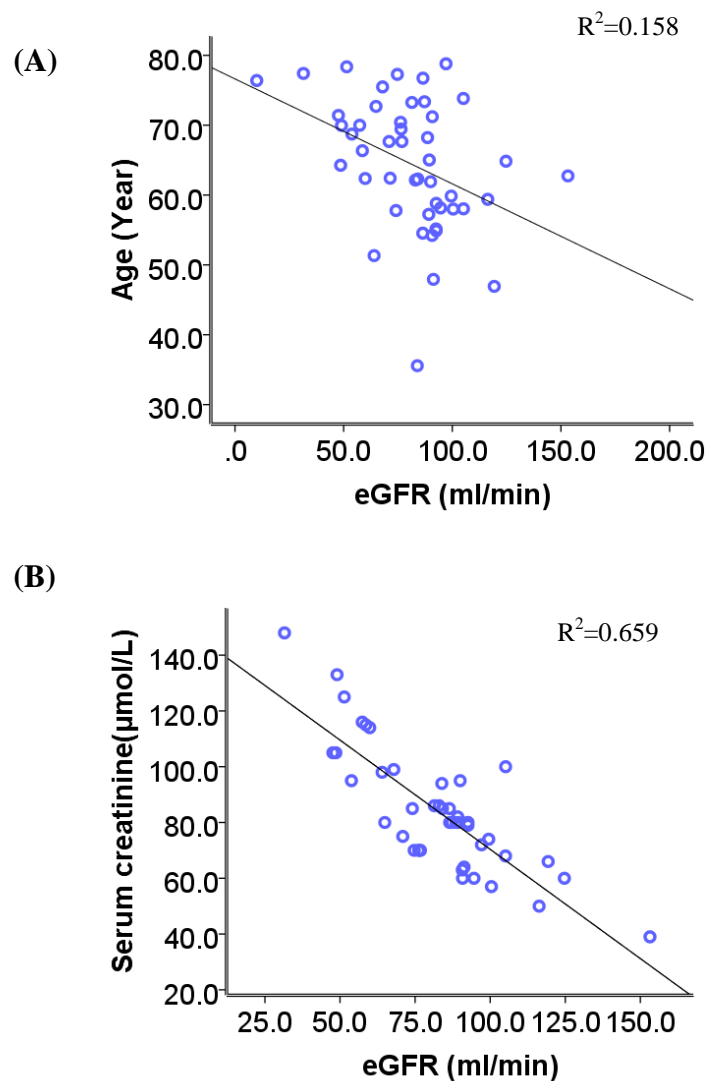 R²=0.158
(A)
80.0
70.0
60.0
50.0
40.0
30.0
Age (Year)
.0 50.0 100.0 150.0 200.0
eGFR (ml/min)
(B)
R²=0.659
140.0
120.0
100.0
80.0
60.0
40.0
20.0
Serum creatinine(µmol/L)
25.0 50.0 75.0 100.0 125.0 150.0
eGFR (ml/min)